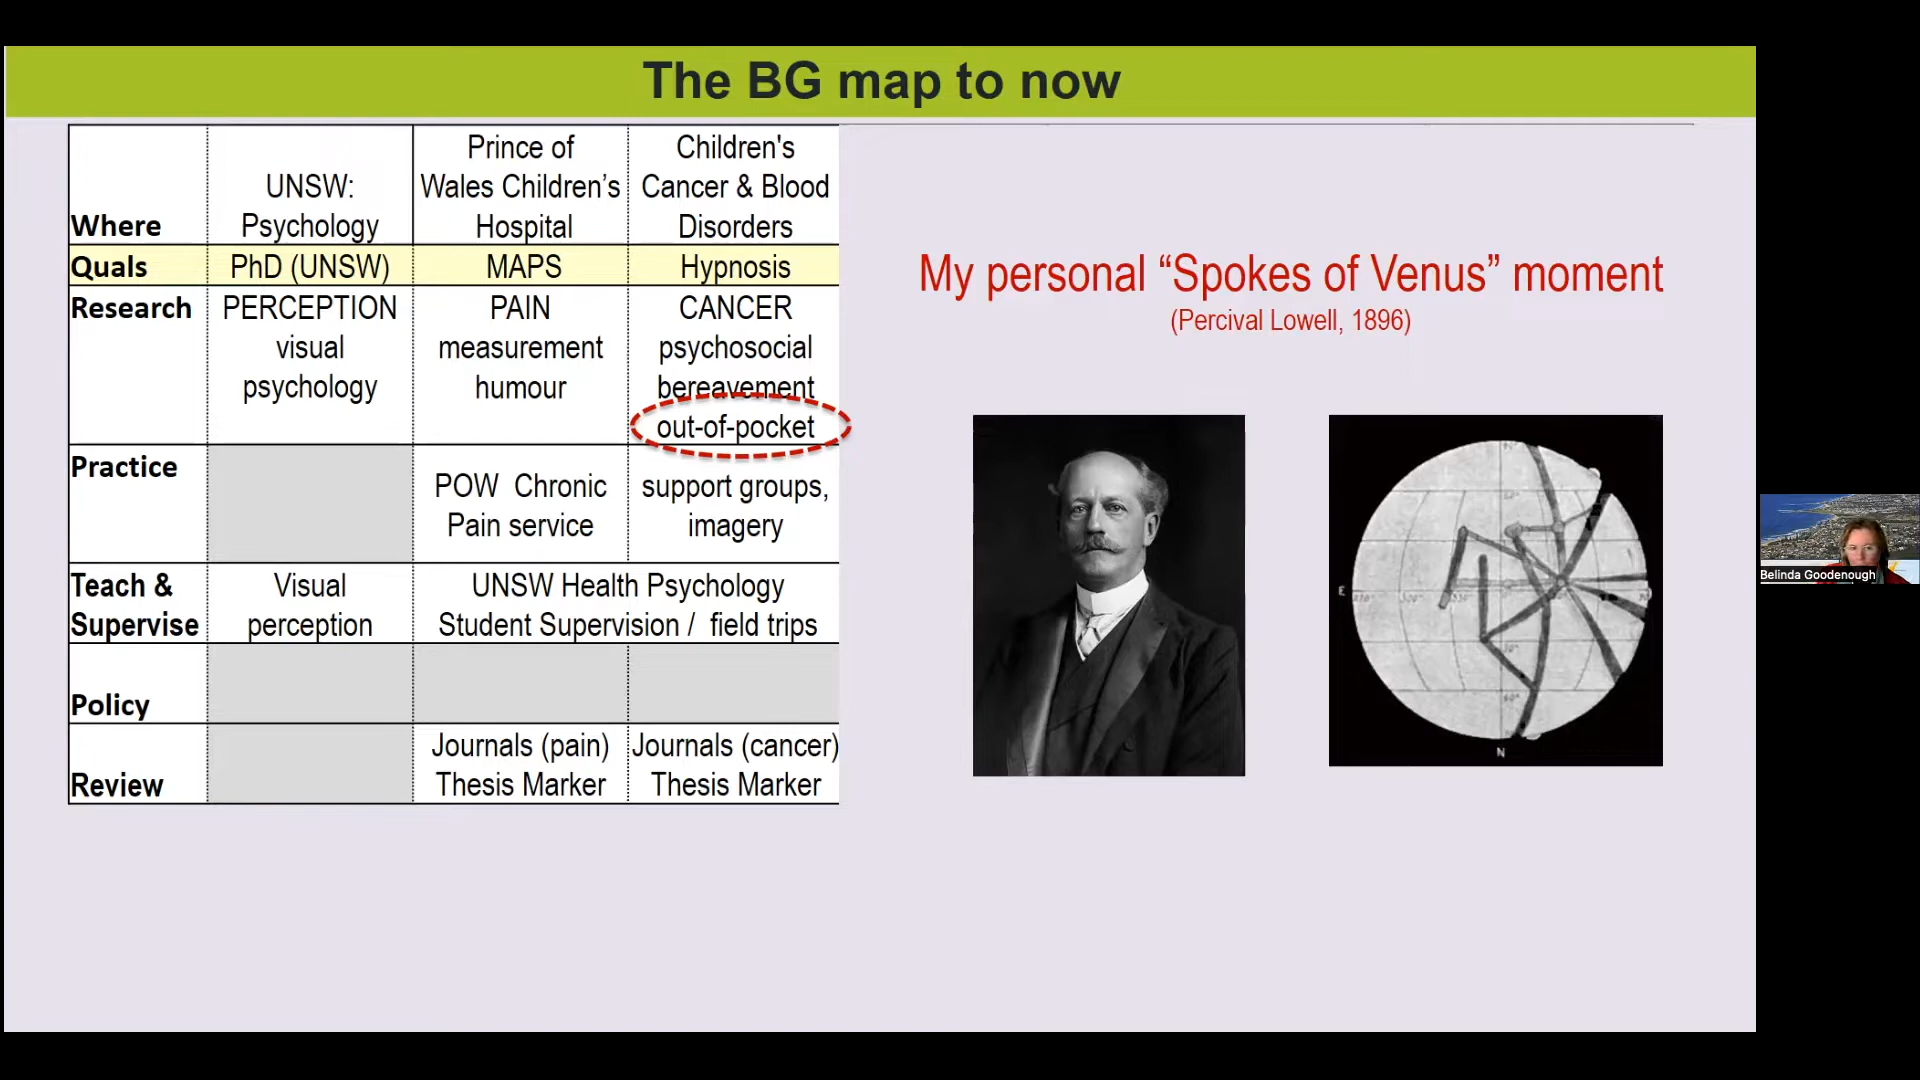 The BG map to now
Where
UNSW:
Psychology
Prince of
Wales Children’s
Hospital
Children's
Cancer & Blood
Disorders
Quals
PhD (UNSW)
MAPS
Hypnosis
Research
PERCEPTION
visual
psychology
PAIN
measurement
humour
CANCER
psychosocial
bereavement
out-of-pocket
Practice
POW Chronic
Pain service
support groups,
imagery
Teach &
Supervise
Visual
perception
UNSW Health Psychology
Student Supervision / field trips
Policy
Review
Journals (pain)
Thesis Marker
Journals (cancer)
Thesis Marker
My personal “Spokes of Venus” moment
(Percival Lowell, 1896)
E
N
Belinda Goodenough